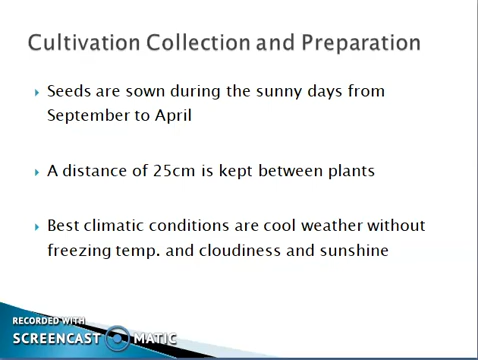 Cultivation Collection and Preparation
Seeds are sown during the sunny days from
September to April
A distance of 25cm is kept between plants
Best climatic conditions are cool weather without
freezing temp. and cloudiness and sunshine
RECORDED WITH
SCREENCAST MATIC